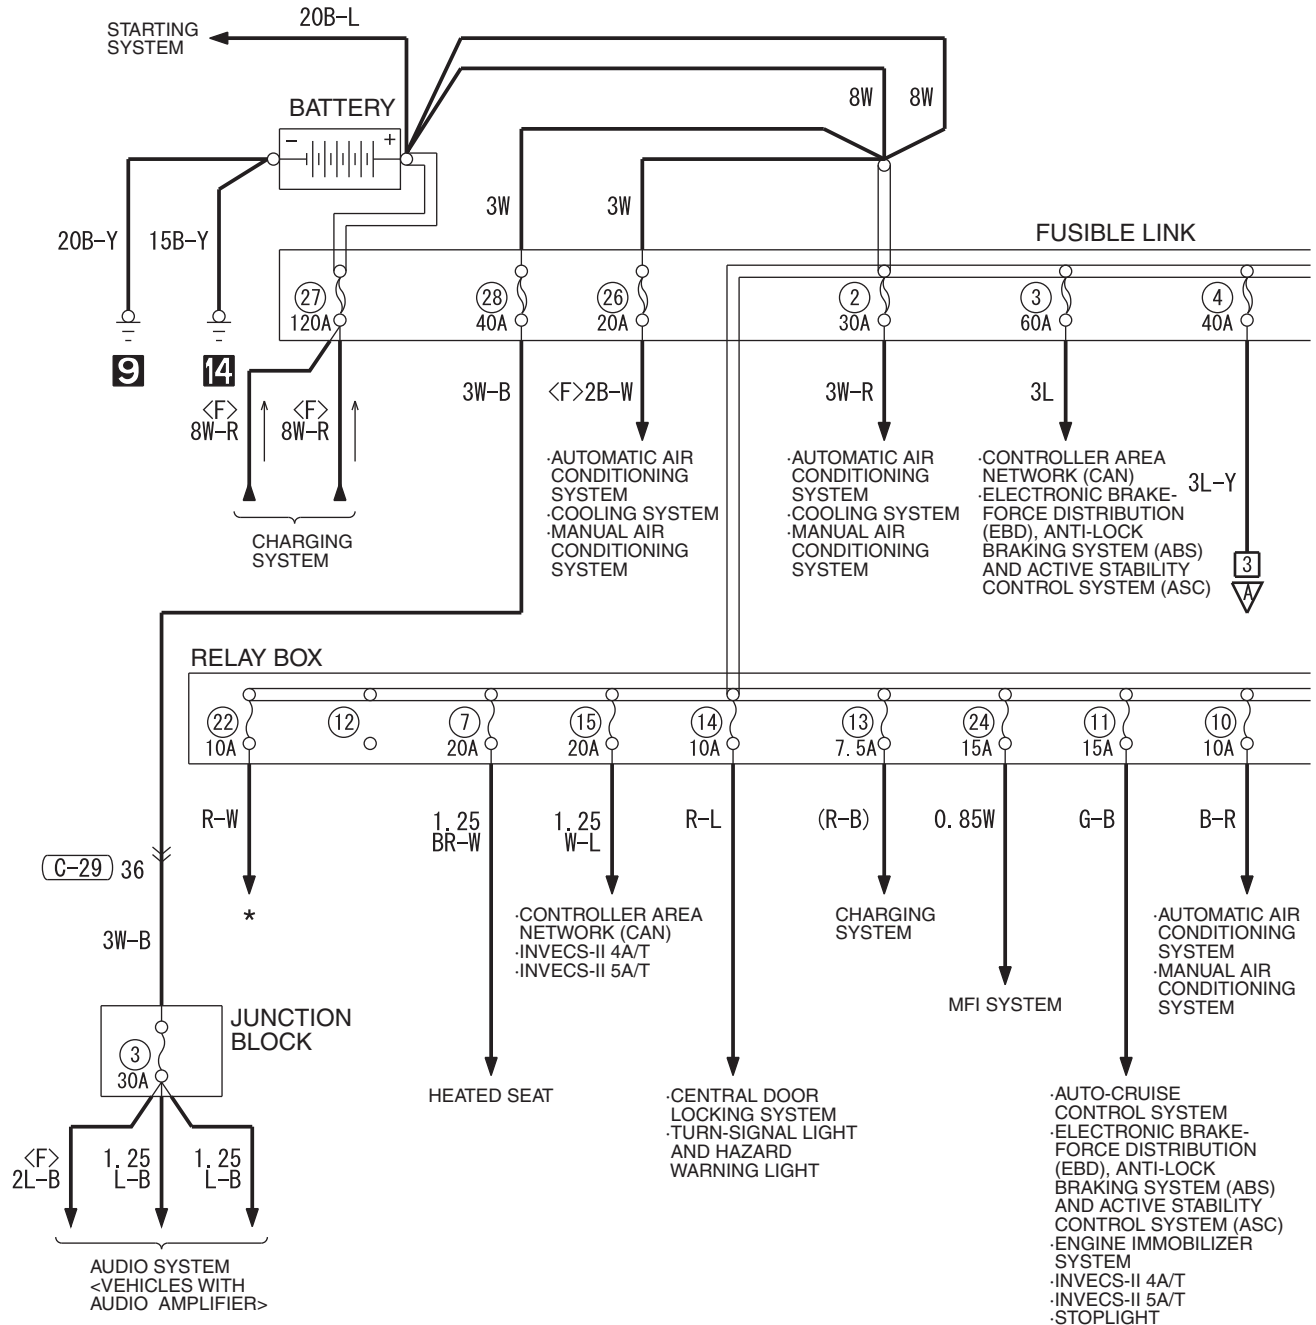 20B-L
STARTING
SYSTEM
BATTERY
8W
8W
-
+
3W
3W
20B-Y
15B-Y
FUSIBLE LINK
27
120A
28
40A
26
20A
2
30A
3
60A
4
40A
9
14
<F>
8W-R
<F>
8W-R
3W-B
<F>2B-W
3W-R
3L
3L-Y
·AUTOMATIC AIR
CONDITIONING
SYSTEM
·COOLING SYSTEM
·MANUAL AIR
CONDITIONING
SYSTEM
·AUTOMATIC AIR
CONDITIONING
SYSTEM
·COOLING SYSTEM
·MANUAL AIR
CONDITIONING
SYSTEM
·CONTROLLER AREA
NETWORK (CAN)
·ELECTRONIC BRAKE-
FORCE DISTRIBUTION
(EBD), ANTI-LOCK
BRAKING SYSTEM (ABS)
AND ACTIVE STABILITY
CONTROL SYSTEM (ASC)
3
A
CHARGING
SYSTEM
RELAY BOX
22
10A
12
7
20A
15
20A
14
10A
13
7.5A
24
15A
11
15A
10
10A
R-W
1.25
BR-W
1.25
W-L
R-L
(R-B)
0.85W
G-B
B-R
C-29
36
*
3W-B
·CONTROLLER AREA
NETWORK (CAN)
·INVECS-II 4A/T
·INVECS-II 5A/T
CHARGING
SYSTEM
MFI SYSTEM
·AUTOMATIC AIR
CONDITIONING
SYSTEM
·MANUAL AIR
CONDITIONING
SYSTEM
JUNCTION
BLOCK
3
30A
HEATED SEAT
·CENTRAL DOOR
LOCKING SYSTEM
·TURN-SIGNAL LIGHT
AND HAZARD
WARNING LIGHT
·AUTO-CRUISE
CONTROL SYSTEM
·ELECTRONIC BRAKE-
FORCE DISTRIBUTION
(EBD), ANTI-LOCK
BRAKING SYSTEM (ABS)
AND ACTIVE STABILITY
CONTROL SYSTEM (ASC)
·ENGINE IMMOBILIZER
SYSTEM
·INVECS-II 4A/T
·INVECS-II 5A/T
·STOPLIGHT
<F>
2L-B
1.25
L-B
1.25
L-B
AUDIO SYSTEM
<VEHICLES WITH
AUDIO AMPLIFIER>